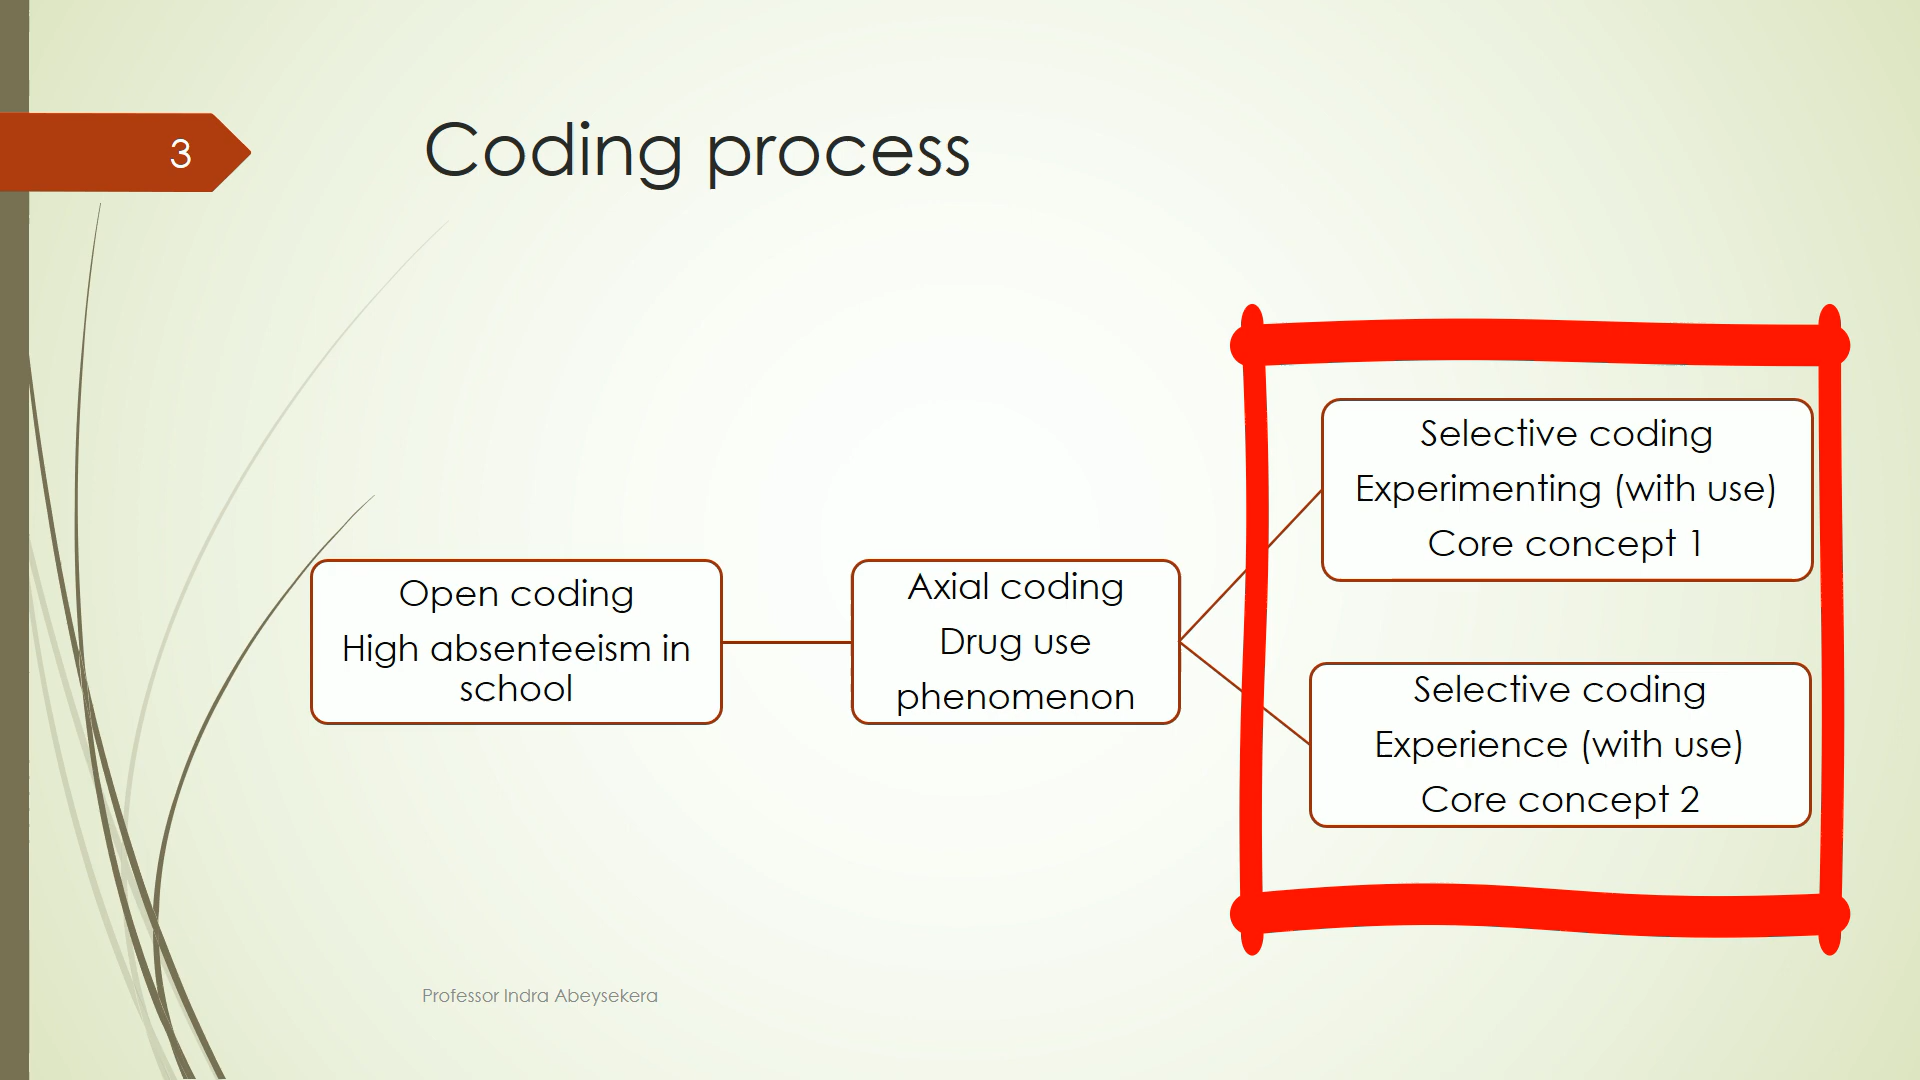 3
Coding process
Open coding
High absenteeism in
school
Axial coding
Drug use
phenomenon
Selective coding
Experimenting (with use)
Core concept 1
Selective coding
Experience (with use)
Core concept 2
Professor Indra Abeysekera